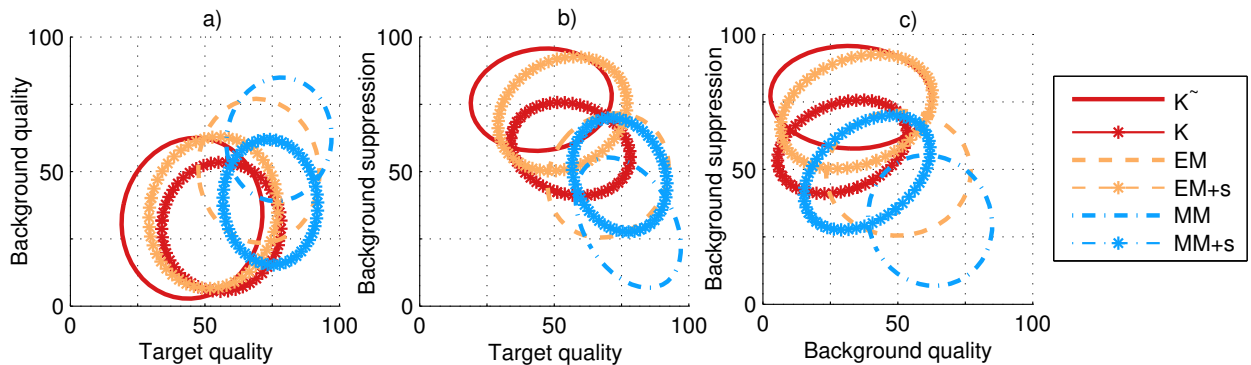 a)
100
50
0
0
50
100
Background quality
Target quality
b)
100
50
0
0
50
100
Background suppression
Target quality
c)
100
50
0
0
50
100
Background suppression
Background quality
K˜
K
EM
EM+s
MM
MM+s